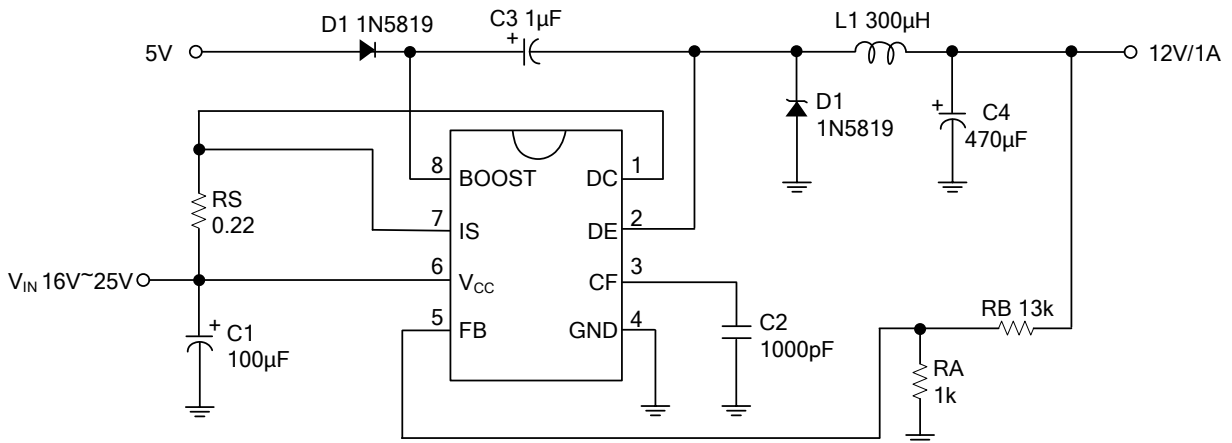 D1 1N5819
C3 1µF
+
L1 300µH
5V
12V/1A
D1
1N5819
+
C4
470µF
8
BOOST
DC
1
RS
0.22
7
IS
DE
2
V_IN 16V~25V
6
V_CC
CF
3
+
C1
100µF
5
FB
GND
4
C2
1000pF
RB 13k
RA
1k